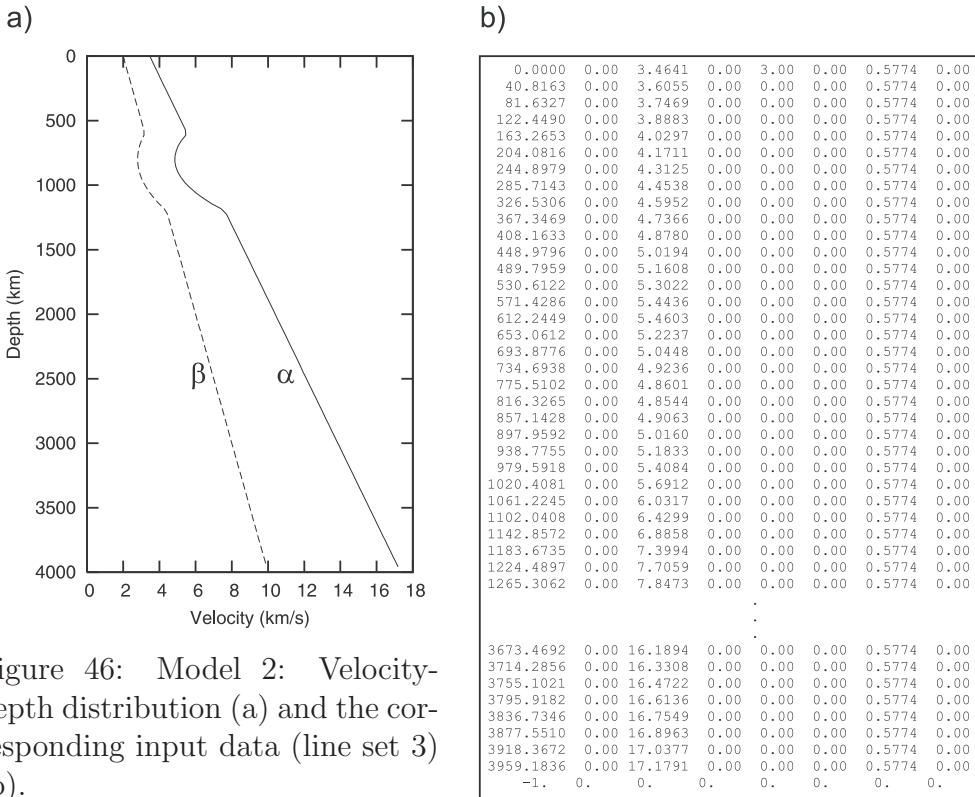 a)
0
500
1000
1500
2000
2500
3000
3500
4000
Depth (km)
β
α
0 2 4 6 8 10 12 14 16 18
Velocity (km/s)
igure 46: Model 2: Velocity-
epth distribution (a) and the cor-
esponding input data (line set 3)
).
b)
0.0000 0.00 3.4641 0.00 3.00 0.00 0.5774 0.00
40.8163 0.00 3.6055 0.00 0.00 0.00 0.5774 0.00
81.6327 0.00 3.7469 0.00 0.00 0.00 0.5774 0.00
122.4490 0.00 3.8883 0.00 0.00 0.00 0.5774 0.00
163.2653 0.00 4.0297 0.00 0.00 0.00 0.5774 0.00
204.0816 0.00 4.1711 0.00 0.00 0.00 0.5774 0.00
244.8979 0.00 4.3125 0.00 0.00 0.00 0.5774 0.00
285.7143 0.00 4.4538 0.00 0.00 0.00 0.5774 0.00
326.5306 0.00 4.5952 0.00 0.00 0.00 0.5774 0.00
367.3469 0.00 4.7366 0.00 0.00 0.00 0.5774 0.00
408.1633 0.00 4.8780 0.00 0.00 0.00 0.5774 0.00
448.9796 0.00 5.0194 0.00 0.00 0.00 0.5774 0.00
489.7959 0.00 5.1608 0.00 0.00 0.00 0.5774 0.00
530.6122 0.00 5.3022 0.00 0.00 0.00 0.5774 0.00
571.4286 0.00 5.4436 0.00 0.00 0.00 0.5774 0.00
612.2449 0.00 5.4603 0.00 0.00 0.00 0.5774 0.00
653.0612 0.00 5.2237 0.00 0.00 0.00 0.5774 0.00
693.8776 0.00 5.0448 0.00 0.00 0.00 0.5774 0.00
734.6938 0.00 4.9236 0.00 0.00 0.00 0.5774 0.00
775.5102 0.00 4.8601 0.00 0.00 0.00 0.5774 0.00
816.3265 0.00 4.8544 0.00 0.00 0.00 0.5774 0.00
857.1428 0.00 4.9063 0.00 0.00 0.00 0.5774 0.00
897.9592 0.00 5.0160 0.00 0.00 0.00 0.5774 0.00
938.7755 0.00 5.1833 0.00 0.00 0.00 0.5774 0.00
979.5918 0.00 5.4084 0.00 0.00 0.00 0.5774 0.00
1020.4081 0.00 5.6912 0.00 0.00 0.00 0.5774 0.00
1061.2245 0.00 6.0317 0.00 0.00 0.00 0.5774 0.00
1102.0408 0.00 6.4299 0.00 0.00 0.00 0.5774 0.00
1142.8572 0.00 6.8858 0.00 0.00 0.00 0.5774 0.00
1183.6735 0.00 7.3994 0.00 0.00 0.00 0.5774 0.00
1224.4897 0.00 7.7059 0.00 0.00 0.00 0.5774 0.00
1265.3062 0.00 7.8473 0.00 0.00 0.00 0.5774 0.00
.
.
.
3673.4692 0.00 16.1894 0.00 0.00 0.00 0.5774 0.00
3714.2856 0.00 16.3308 0.00 0.00 0.00 0.5774 0.00
3755.1021 0.00 16.4722 0.00 0.00 0.00 0.5774 0.00
3795.9182 0.00 16.6136 0.00 0.00 0.00 0.5774 0.00
3836.7346 0.00 16.7549 0.00 0.00 0.00 0.5774 0.00
3877.5510 0.00 16.8963 0.00 0.00 0.00 0.5774 0.00
3918.3672 0.00 17.0377 0.00 0.00 0.00 0.5774 0.00
3959.1836 0.00 17.1791 0.00 0.00 0.00 0.5774 0.00
-1. 0. 0. 0. 0. 0. 0. 0.